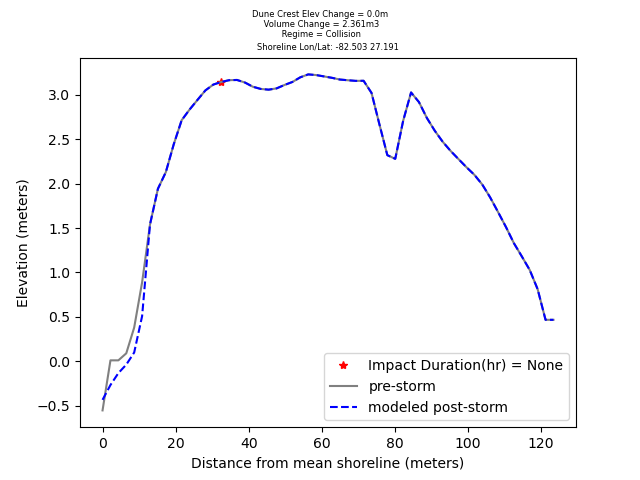 Dune Crest Elev Change = 0.0m
Volume Change = 2.361m3
Regime = Collision
Shoreline Lon/Lat: -82.503 27.191
3.0
2.5
2.0
1.5
1.0
0.5
0.0
−0.5
Elevation (meters)
0 20 40 60 80 100 120
Distance from mean shoreline (meters)
Impact Duration(hr) = None
pre-storm
modeled post-storm